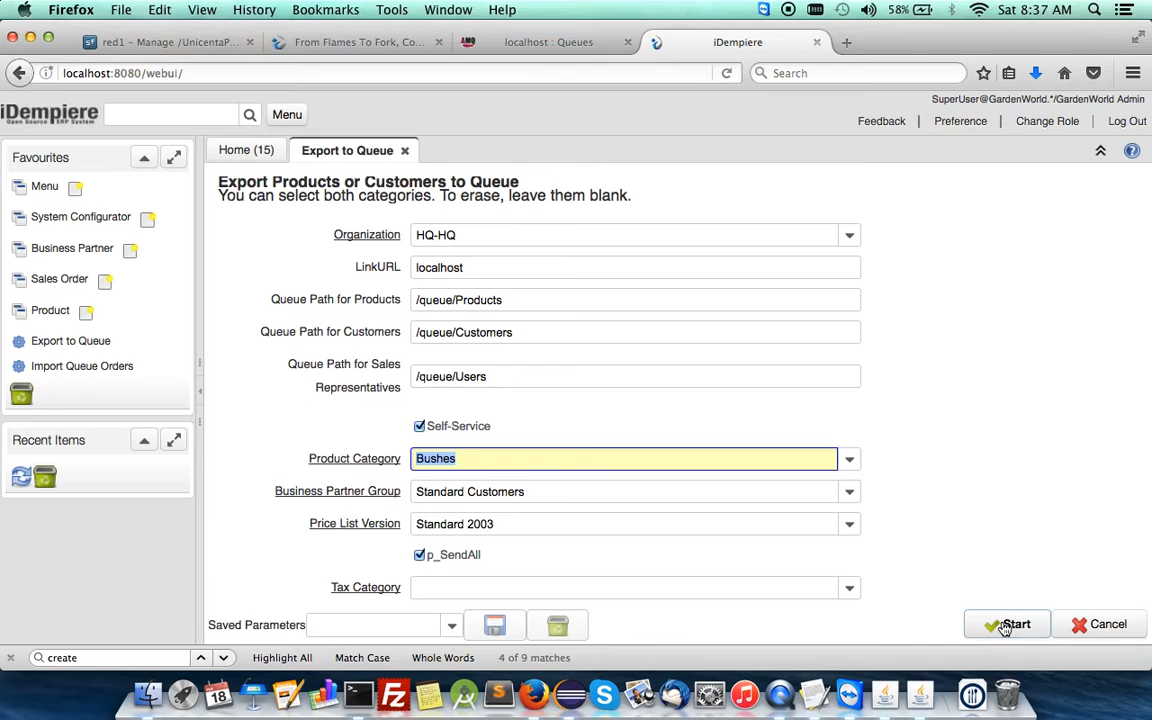 Firefox File Edit View History Bookmarks Tools Window Help 58% Sat 8:37 AM
red1 - Manage /UnicentaP... From Flames To Fork, Co... AMQ localhost : Queues iDempiere
localhost:8080/webui/ Search
iDempiere Menu
Open Source ERP System
SuperUser@GardenWorld.*/GardenWorld Admin
Feedback | Preference | Change Role | Log Out
Favourites
Menu
System Configurator
Business Partner
Sales Order
Product
Export to Queue
Import Queue Orders
Recent Items
Home (15) Export to Queue
Export Products or Customers to Queue
You can select both categories. To erase, leave them blank.
Organization HQ-HQ
LinkURL localhost
Queue Path for Products /queue/Products
Queue Path for Customers /queue/Customers
Queue Path for Sales
Representatives /queue/Users
Self-Service
Product Category Bushes
Business Partner Group Standard Customers
Price List Version Standard 2003
p_SendAll
Tax Category
Saved Parameters Start Cancel
create Highlight All Match Case Whole Words 4 of 9 matches
18